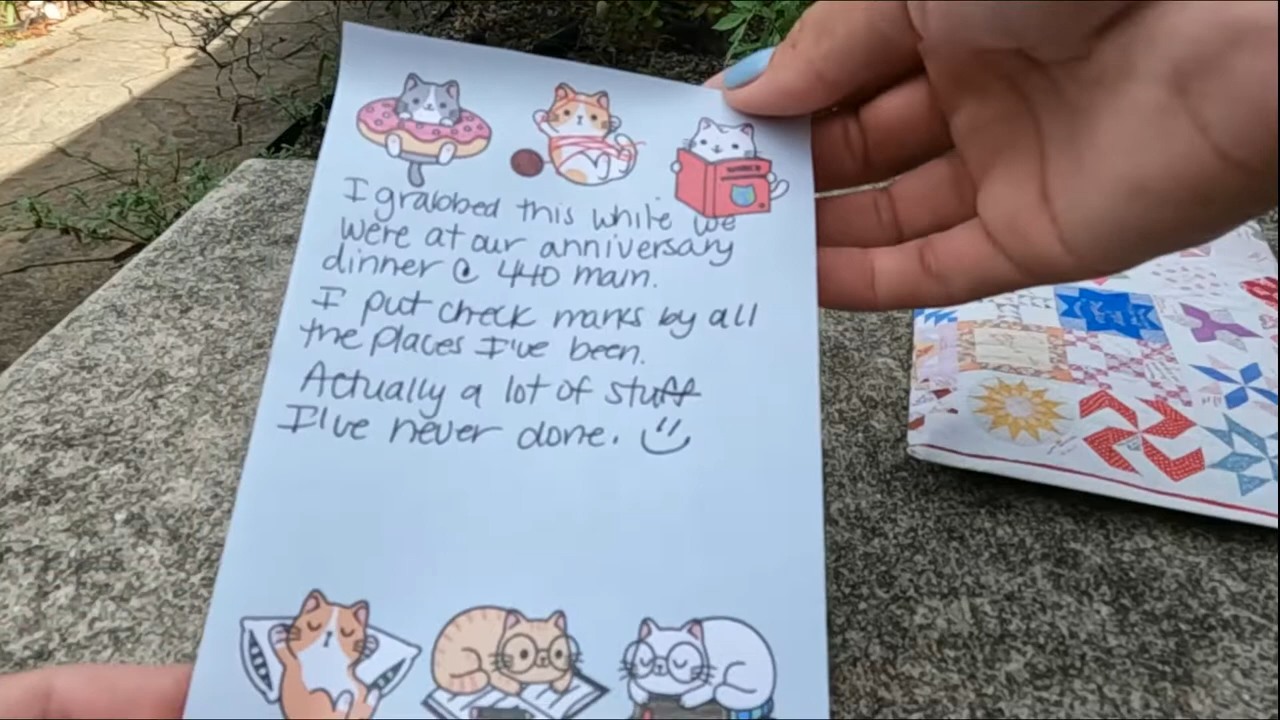 I grabbed this while we
were at our anniversary
dinner @ 440 main.
I put check marks by all
the places I've been.
Actually a lot of stuff
I've never done. :)